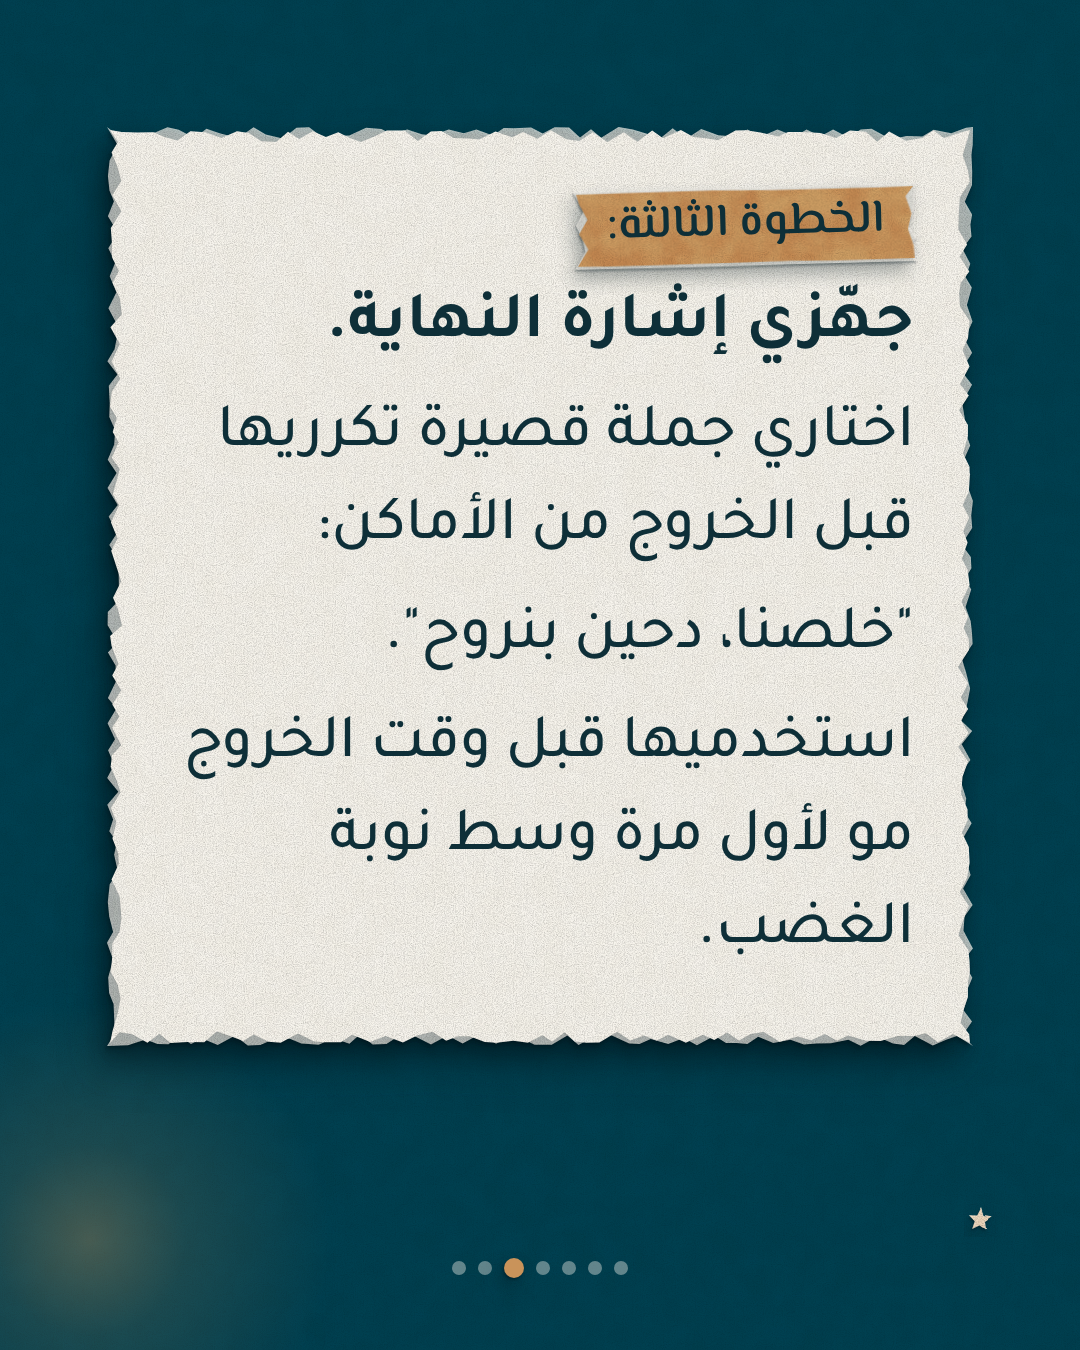 الخطوة الثالثة:
جهّزي إشارة النهاية.
اختاري جملة قصيرة تكرريها
قبل الخروج من الأماكن:
"خلصنا، دحين بنروح".
استخدميها قبل وقت الخروج
مو لأول مرة وسط نوبة
الغضب.